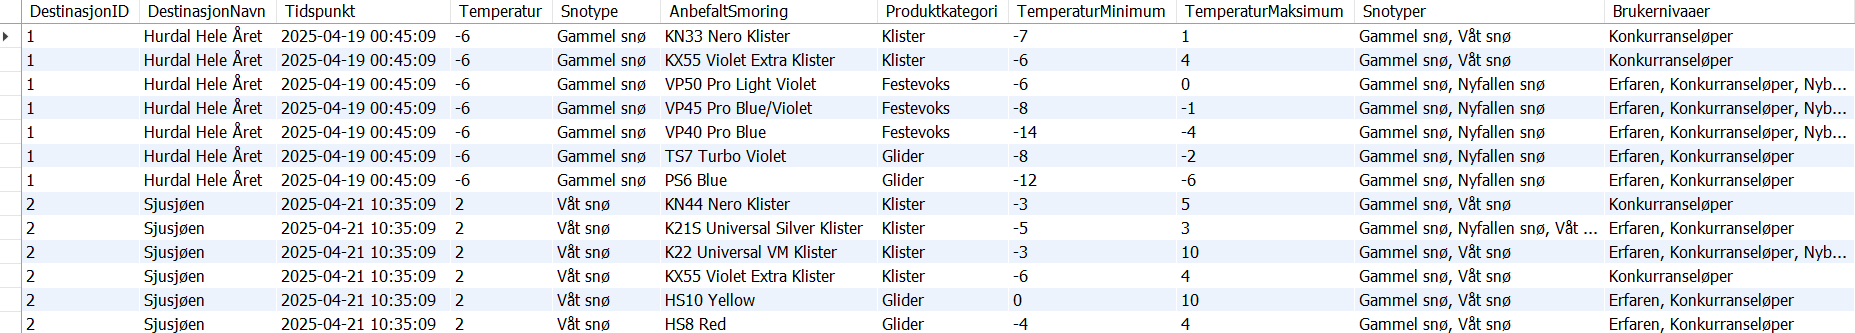 DestinasjonID DestinasjonNavn Tidspunkt Temperatur Snotype AnbefaltSmoring Produktkategori TemperaturMinimum TemperaturMaksimum Snotyper Brukernivaaer
1 Hurdal Hele Året 2025-04-19 00:45:09 -6 Gammel snø KN33 Nero Klister Klister -7 1 Gammel snø, Våt snø Konkurranseløper
1 Hurdal Hele Året 2025-04-19 00:45:09 -6 Gammel snø KX55 Violet Extra Klister Klister -6 4 Gammel snø, Våt snø Konkurranseløper
1 Hurdal Hele Året 2025-04-19 00:45:09 -6 Gammel snø VP50 Pro Light Violet Festevoks -6 0 Gammel snø, Nyfallen snø Erfaren, Konkurranseløper, Nyb...
1 Hurdal Hele Året 2025-04-19 00:45:09 -6 Gammel snø VP45 Pro Blue/Violet Festevoks -8 -1 Gammel snø, Nyfallen snø Erfaren, Konkurranseløper, Nyb...
1 Hurdal Hele Året 2025-04-19 00:45:09 -6 Gammel snø VP40 Pro Blue Festevoks -14 -4 Gammel snø, Nyfallen snø Erfaren, Konkurranseløper, Nyb...
1 Hurdal Hele Året 2025-04-19 00:45:09 -6 Gammel snø TS7 Turbo Violet Glider -8 -2 Gammel snø, Nyfallen snø Erfaren, Konkurranseløper
1 Hurdal Hele Året 2025-04-19 00:45:09 -6 Gammel snø PS6 Blue Glider -12 -6 Gammel snø, Nyfallen snø Erfaren, Konkurranseløper
2 Sjusjøen 2025-04-21 10:35:09 2 Våt snø KN44 Nero Klister Klister -3 5 Gammel snø, Våt snø Konkurranseløper
2 Sjusjøen 2025-04-21 10:35:09 2 Våt snø K21S Universal Silver Klister Klister -5 3 Gammel snø, Nyfallen snø, Våt ... Erfaren, Konkurranseløper
2 Sjusjøen 2025-04-21 10:35:09 2 Våt snø K22 Universal VM Klister Klister -3 10 Gammel snø, Våt snø Erfaren, Konkurranseløper, Nyb...
2 Sjusjøen 2025-04-21 10:35:09 2 Våt snø KX55 Violet Extra Klister Klister -6 4 Gammel snø, Våt snø Konkurranseløper
2 Sjusjøen 2025-04-21 10:35:09 2 Våt snø HS10 Yellow Glider 0 10 Gammel snø, Våt snø Erfaren, Konkurranseløper
2 Sjusjøen 2025-04-21 10:35:09 2 Våt snø HS8 Red Glider -4 4 Gammel snø, Våt snø Erfaren, Konkurranseløper